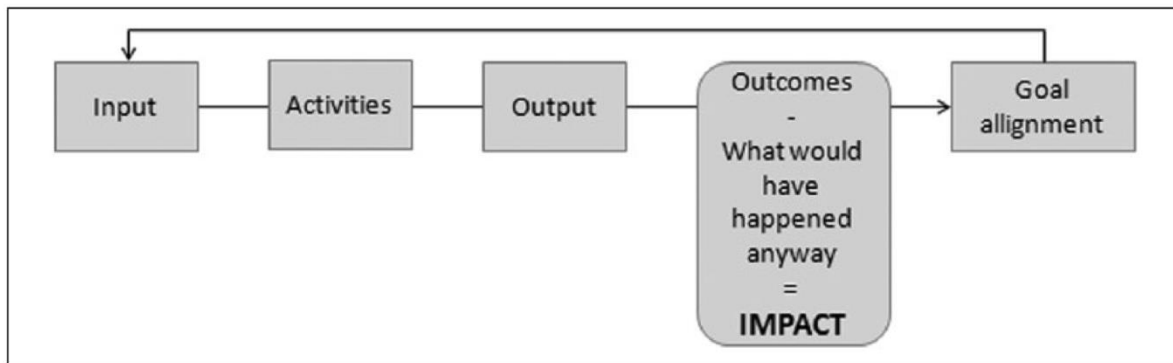 Input
Activities
Output
Outcomes
-
What would
have
happened
anyway
=
IMPACT
Goal
allignment